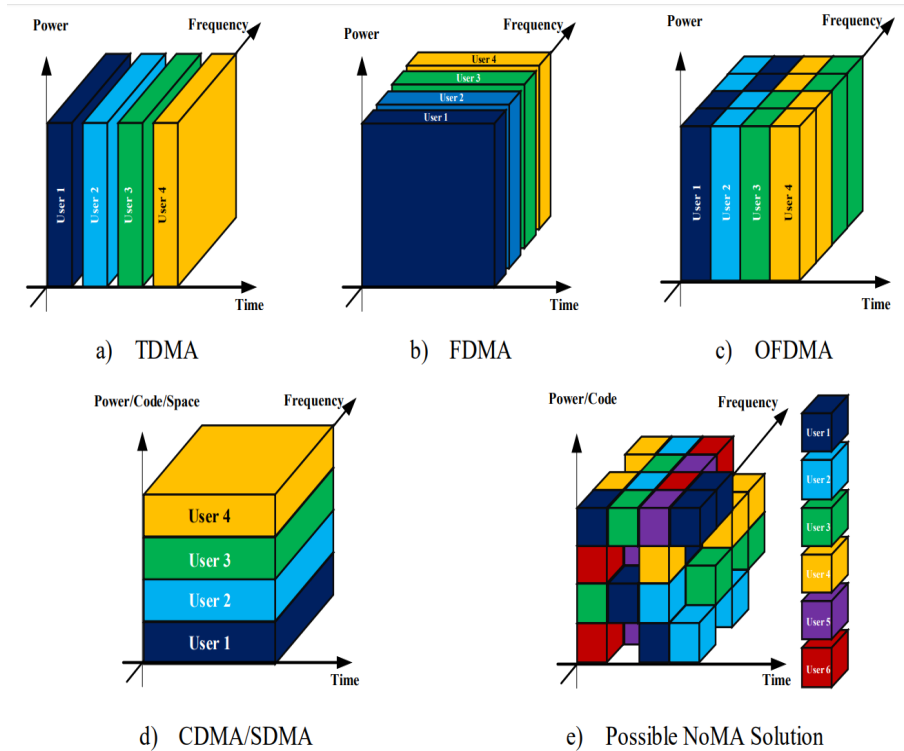 Power
Frequency
User 1
User 2
User 3
User 4
Time
a) TDMA
Power
Frequency
User 4
User 3
User 2
User 1
Time
b) FDMA
Power
Frequency
User 1
User 2
User 3
User 4
Time
c) OFDMA
Power/Code/Space
Frequency
User 4
User 3
User 2
User 1
Time
d) CDMA/SDMA
Power/Code
Frequency
Time
User 1
User 2
User 3
User 4
User 5
User 6
e) Possible NoMA Solution